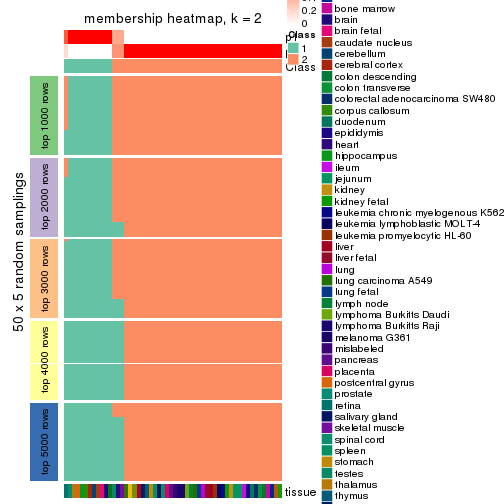 membership heatmap, k = 2
50 x 5 random samplings
top 1000 rows
top 2000 rows
top 3000 rows
top 4000 rows
top 5000 rows
Class
tissue
0.2
0
Class
1
2
bone marrow
brain
brain fetal
caudate nucleus
cerebellum
cerebral cortex
colon descending
colon transverse
colorectal adenocarcinoma SW480
corpus callosum
duodenum
epididymis
heart
hippocampus
ileum
jejunum
kidney
kidney fetal
leukemia chronic myelogenous K562
leukemia lymphoblastic MOLT-4
leukemia promyelocytic HL-60
liver
liver fetal
lung
lung carcinoma A549
lung fetal
lymph node
lymphoma Burkitts Daudi
lymphoma Burkitts Raji
melanoma G361
mislabeled
pancreas
placenta
postcentral gyrus
prostate
retina
salivary gland
skeletal muscle
spinal cord
spleen
stomach
testes
thalamus
thymus